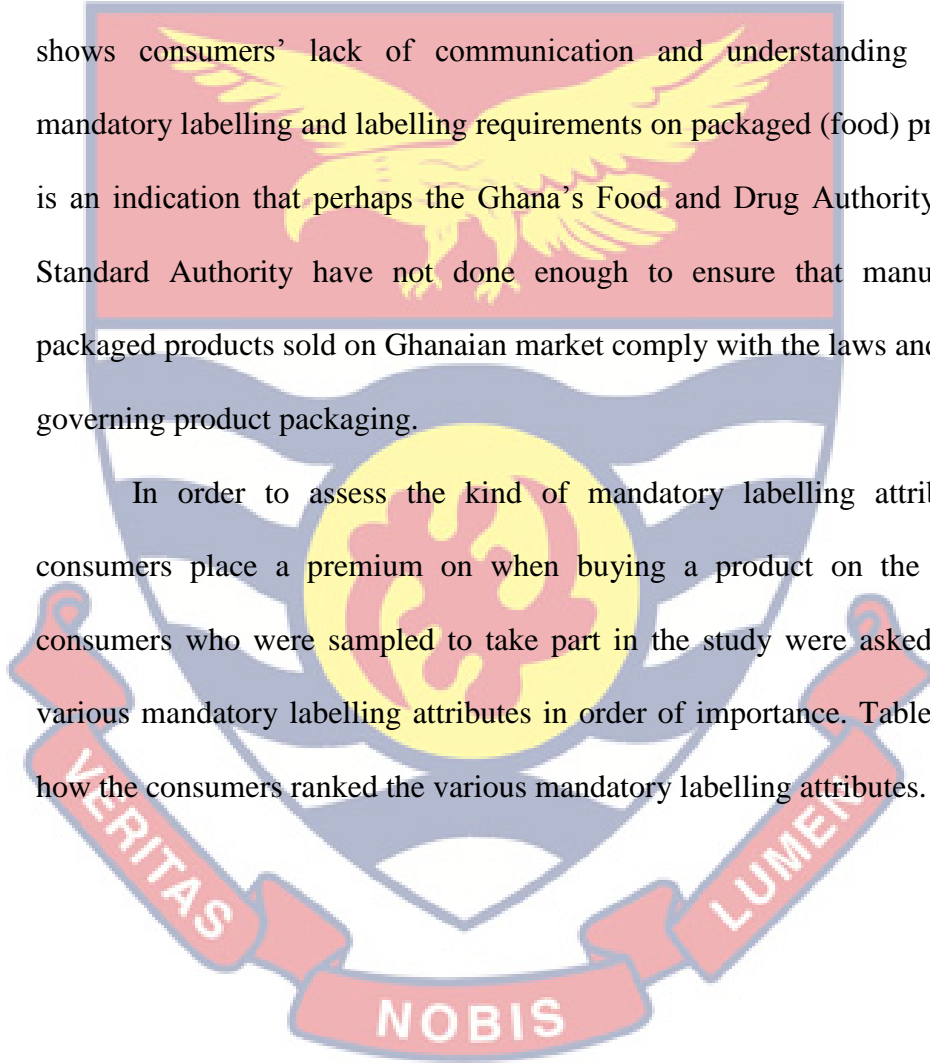 shows consumers’ lack of communication and understanding
mandatory labelling and labelling requirements on packaged (food) pr
is an indication that perhaps the Ghana’s Food and Drug Authority
Standard Authority have not done enough to ensure that manu
packaged products sold on Ghanaian market comply with the laws and
governing product packaging.
In order to assess the kind of mandatory labelling attrib
consumers place a premium on when buying a product on the
consumers who were sampled to take part in the study were asked
various mandatory labelling attributes in order of importance. Table
how the consumers ranked the various mandatory labelling attributes.
VERITAS
NOBIS
LUMEN